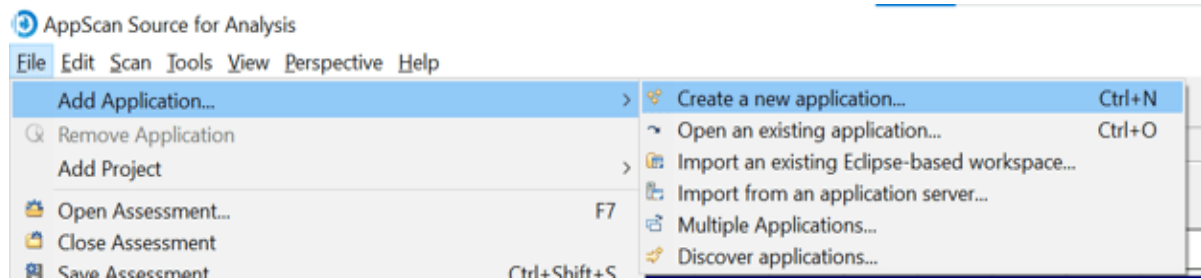 AppScan Source for Analysis
File Edit Scan Tools View Perspective Help
Add Application...
Remove Application
Add Project
Open Assessment... F7
Close Assessment
Save Assessment Ctrl+Shift+S
Create a new application... Ctrl+N
Open an existing application... Ctrl+O
Import an existing Eclipse-based workspace...
Import from an application server...
Multiple Applications...
Discover applications...